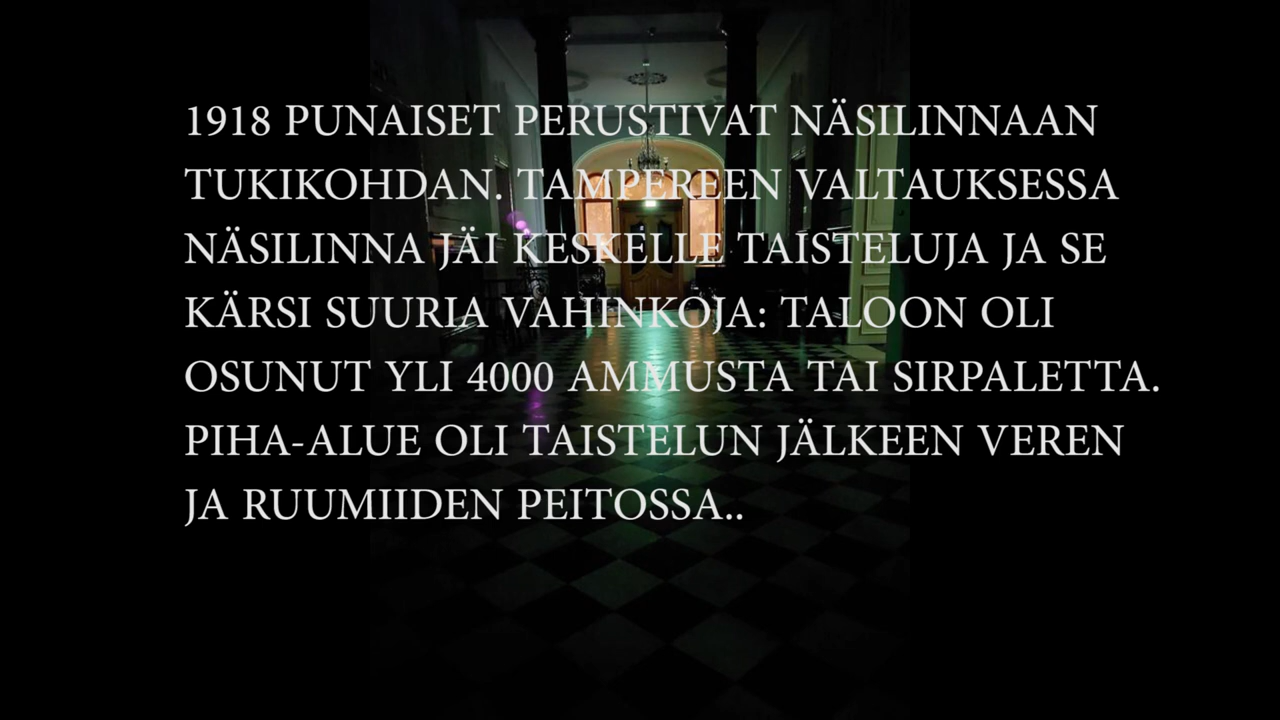 1918 PUNAISET PERUSTIVAT NÄSILINNAAN
TUKIKOHDAN. TAMPEREEN VALTAUKSESSA
NÄSILINNA JÄI KESKELLE TAISTELUJA JA SE
KÄRSI SUURIA VAHINKOJA: TALOON OLI
OSUNUT YLI 4000 AMMUSTA TAI SIRPALETTA.
PIHA-ALUE OLI TAISTELUN JÄLKEEN VEREN
JA RUUMIIDEN PEITOSSA..